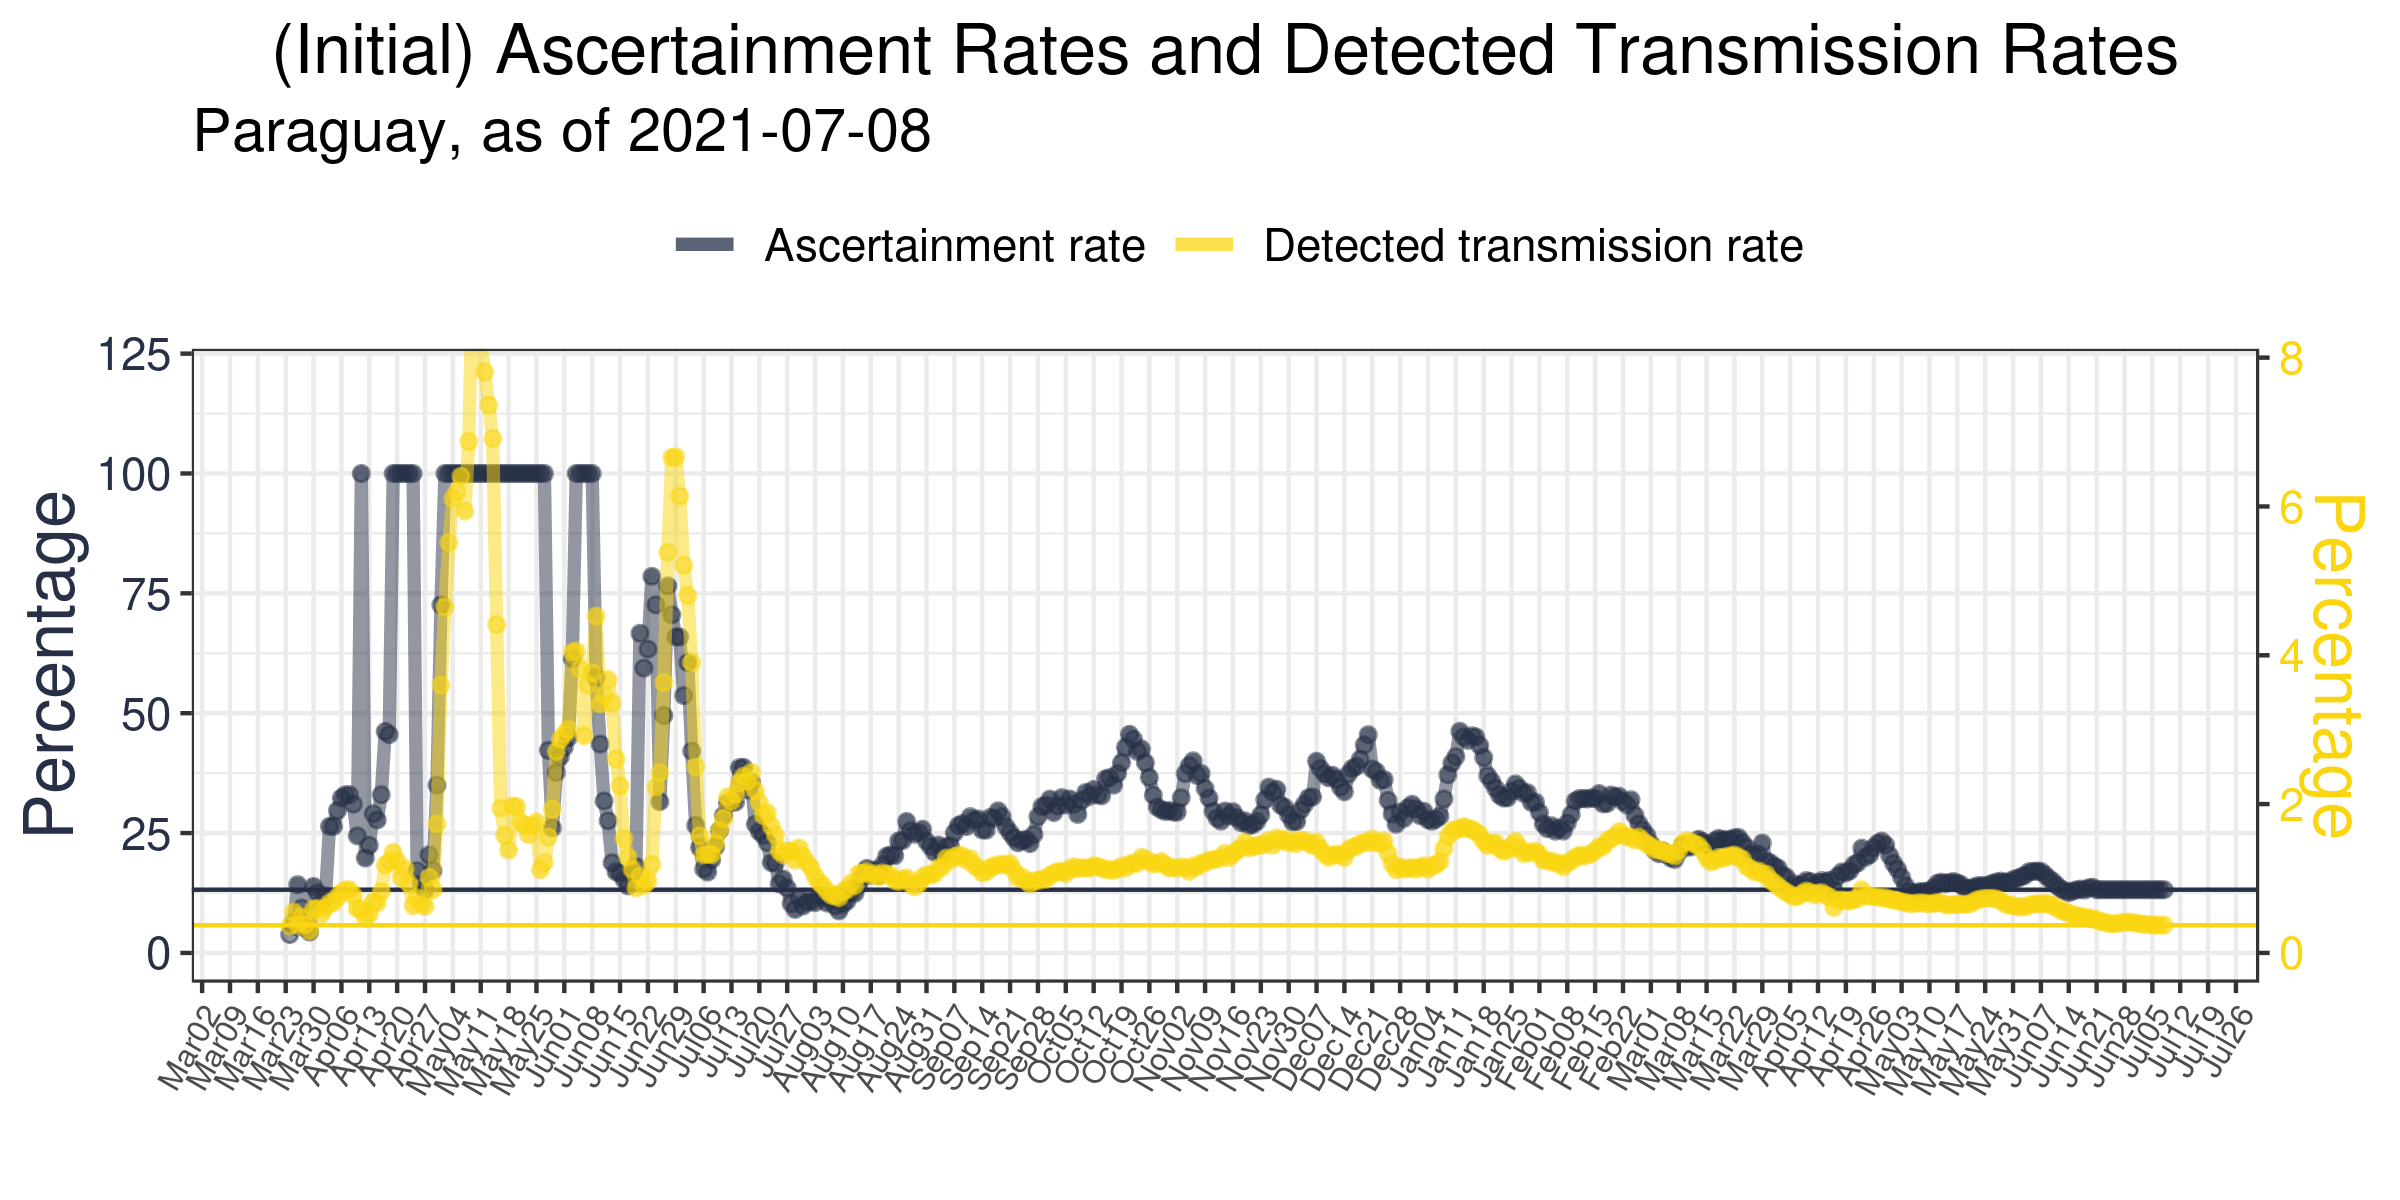 (Initial) Ascertainment Rates and Detected Transmission Rates
Paraguay, as of 2021-07-08
Ascertainment rate
Detected transmission rate
Percentage
125
100
75
50
25
0
8
6
4
2
0
Percentage
Mar02
Mar09
Mar16
Mar23
Mar30
Apr06
Apr13
Apr20
Apr27
May04
May11
May18
May25
Jun01
Jun08
Jun15
Jun22
Jun29
Jul06
Jul13
Jul20
Jul27
Aug03
Aug10
Aug17
Aug24
Aug31
Sep07
Sep14
Sep21
Sep28
Oct05
Oct12
Oct19
Oct26
Nov02
Nov09
Nov16
Nov23
Nov30
Dec07
Dec14
Dec21
Dec28
Jan04
Jan11
Jan18
Jan25
Feb01
Feb08
Feb15
Feb22
Mar01
Mar08
Mar15
Mar22
Mar29
Apr05
Apr12
Apr19
Apr26
May03
May10
May17
May24
May31
Jun07
Jun14
Jun21
Jun28
Jul05
Jul12
Jul19
Jul26